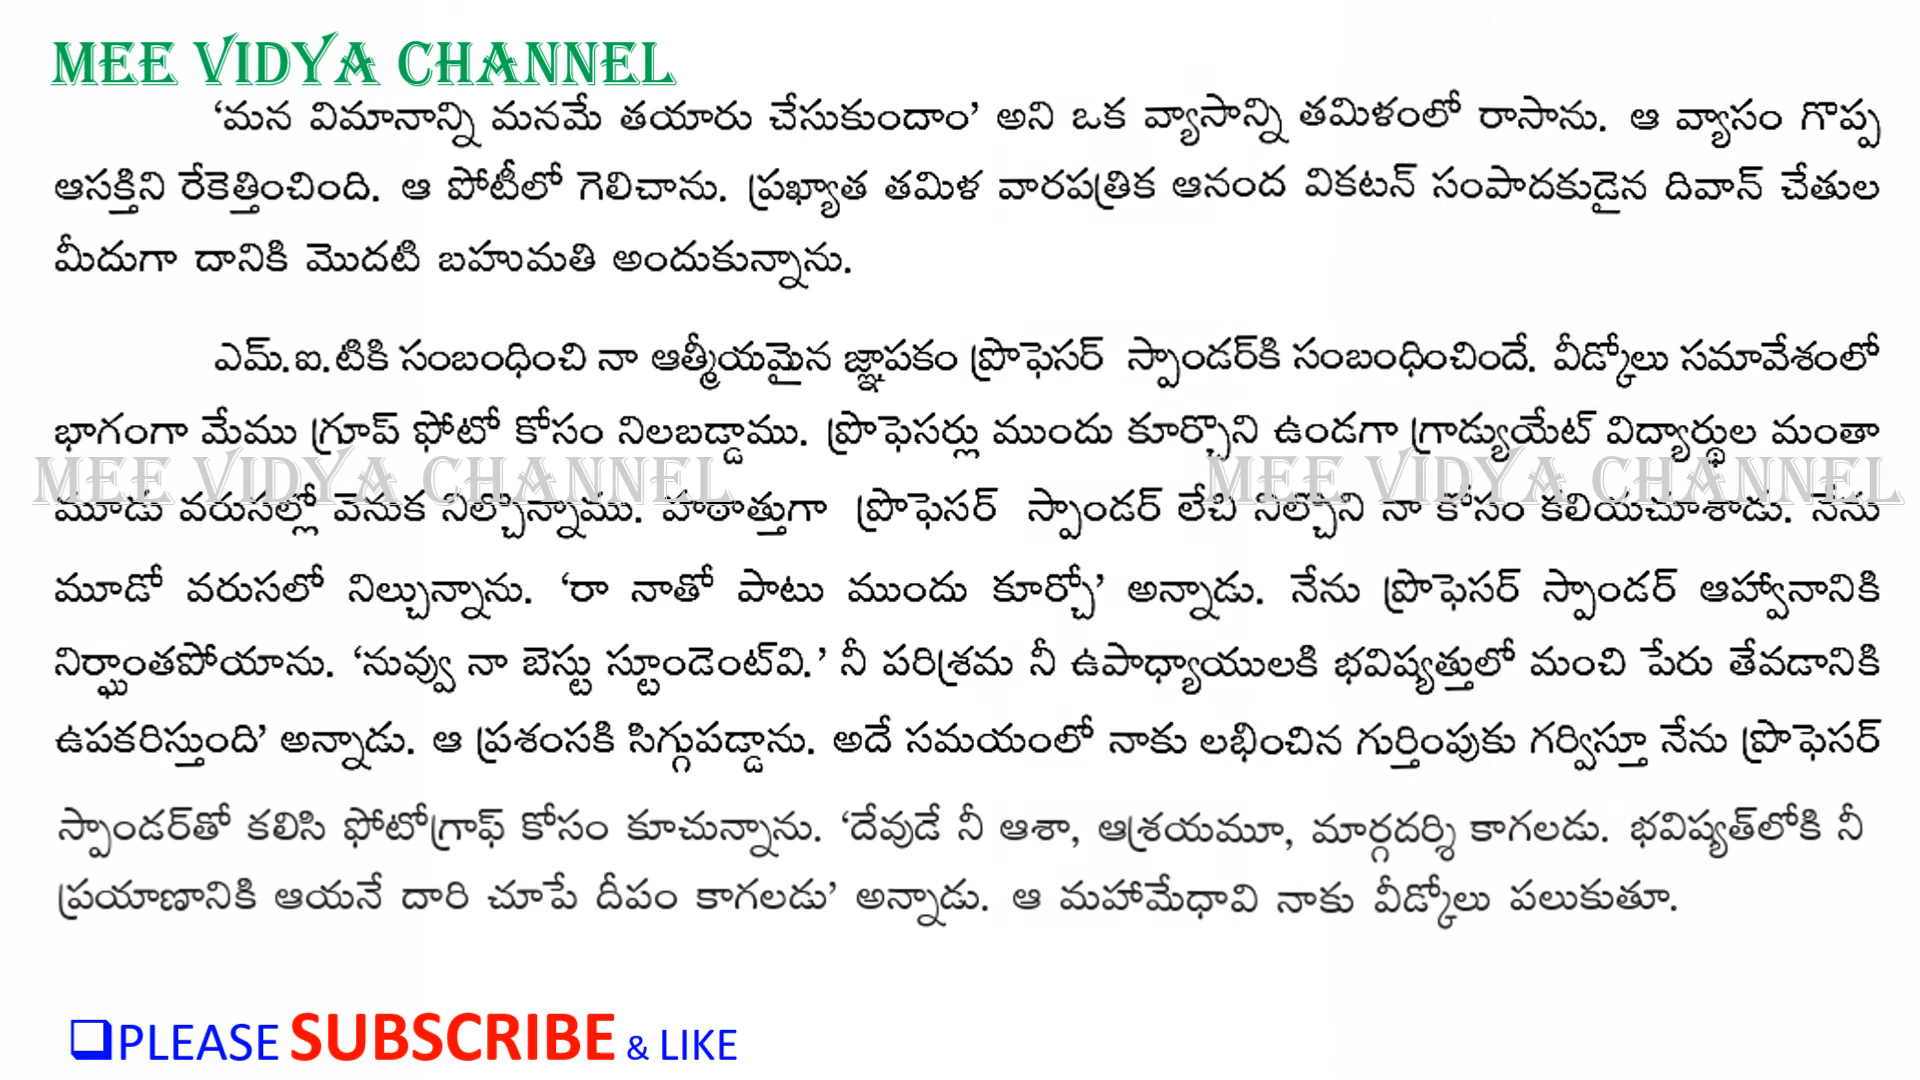 MEE VIDYA CHANNEL
‘మన విమానాన్ని మనమే తయారు చేసుకుందాం’ అని ఒక వ్యాసాన్ని తమిళంలో రాసాను. ఆ వ్యాసం గొప్ప
ఆసక్తిని రేకెత్తించింది. ఆ పోటీలో గెలిచాను. ప్రఖ్యాత తమిళ వారపత్రిక ఆనంద వికటన్ సంపాదకుడైన దివాన్ చేతుల
మీదుగా దానికి మొదటి బహుమతి అందుకున్నాను.
ఎమ్.ఐ.టికి సంబంధించి నా ఆత్మీయమైన జ్ఞాపకం ప్రొఫెసర్ స్పాండర్‌కి సంబంధించిందే. వీడ్కోలు సమావేశంలో
భాగంగా మేము గ్రూప్ ఫోటో కోసం నిలబడ్డాము. ప్రొఫెసర్లు ముందు కూర్చొని ఉండగా గ్రాడ్యుయేట్ విద్యార్థుల మంతా
MEE VIDYA CHANNEL MEE VIDYA CHANNEL
మూడు వరుసల్లో వెనుక నిల్చొన్నాము. హఠాత్తుగా ప్రొఫెసర్ స్పాండర్ లేచి నిల్చొని నా కోసం కలియచూశాడు. నేను
మూడో వరుసలో నిల్చున్నాను. ‘రా నాతో పాటు ముందు కూర్చో’ అన్నాడు. నేను ప్రొఫెసర్ స్పాండర్ ఆహ్వానానికి
నిర్ఘాంతపోయాను. ‘నువ్వు నా బెస్టు స్టూండెంట్‌వి.’ నీ పరిశ్రమ నీ ఉపాధ్యాయులకి భవిష్యత్తులో మంచి పేరు తేవడానికి
ఉపకరిస్తుంది’ అన్నాడు. ఆ ప్రశంసకి సిగ్గుపడ్డాను. అదే సమయంలో నాకు లభించిన గుర్తింపుకు గర్విస్తూ నేను ప్రొఫెసర్
స్పాండర్‌తో కలిసి ఫోటోగ్రాఫ్ కోసం కూచున్నాను. ‘దేవుడే నీ ఆశా, ఆశ్రయమూ, మార్గదర్శి కాగలడు. భవిష్యత్‌లోకి నీ
ప్రయాణానికి ఆయనే దారి చూపే దీపం కాగలడు’ అన్నాడు. ఆ మహామేధావి నాకు వీడ్కోలు పలుకుతూ.
PLEASE SUBSCRIBE & LIKE